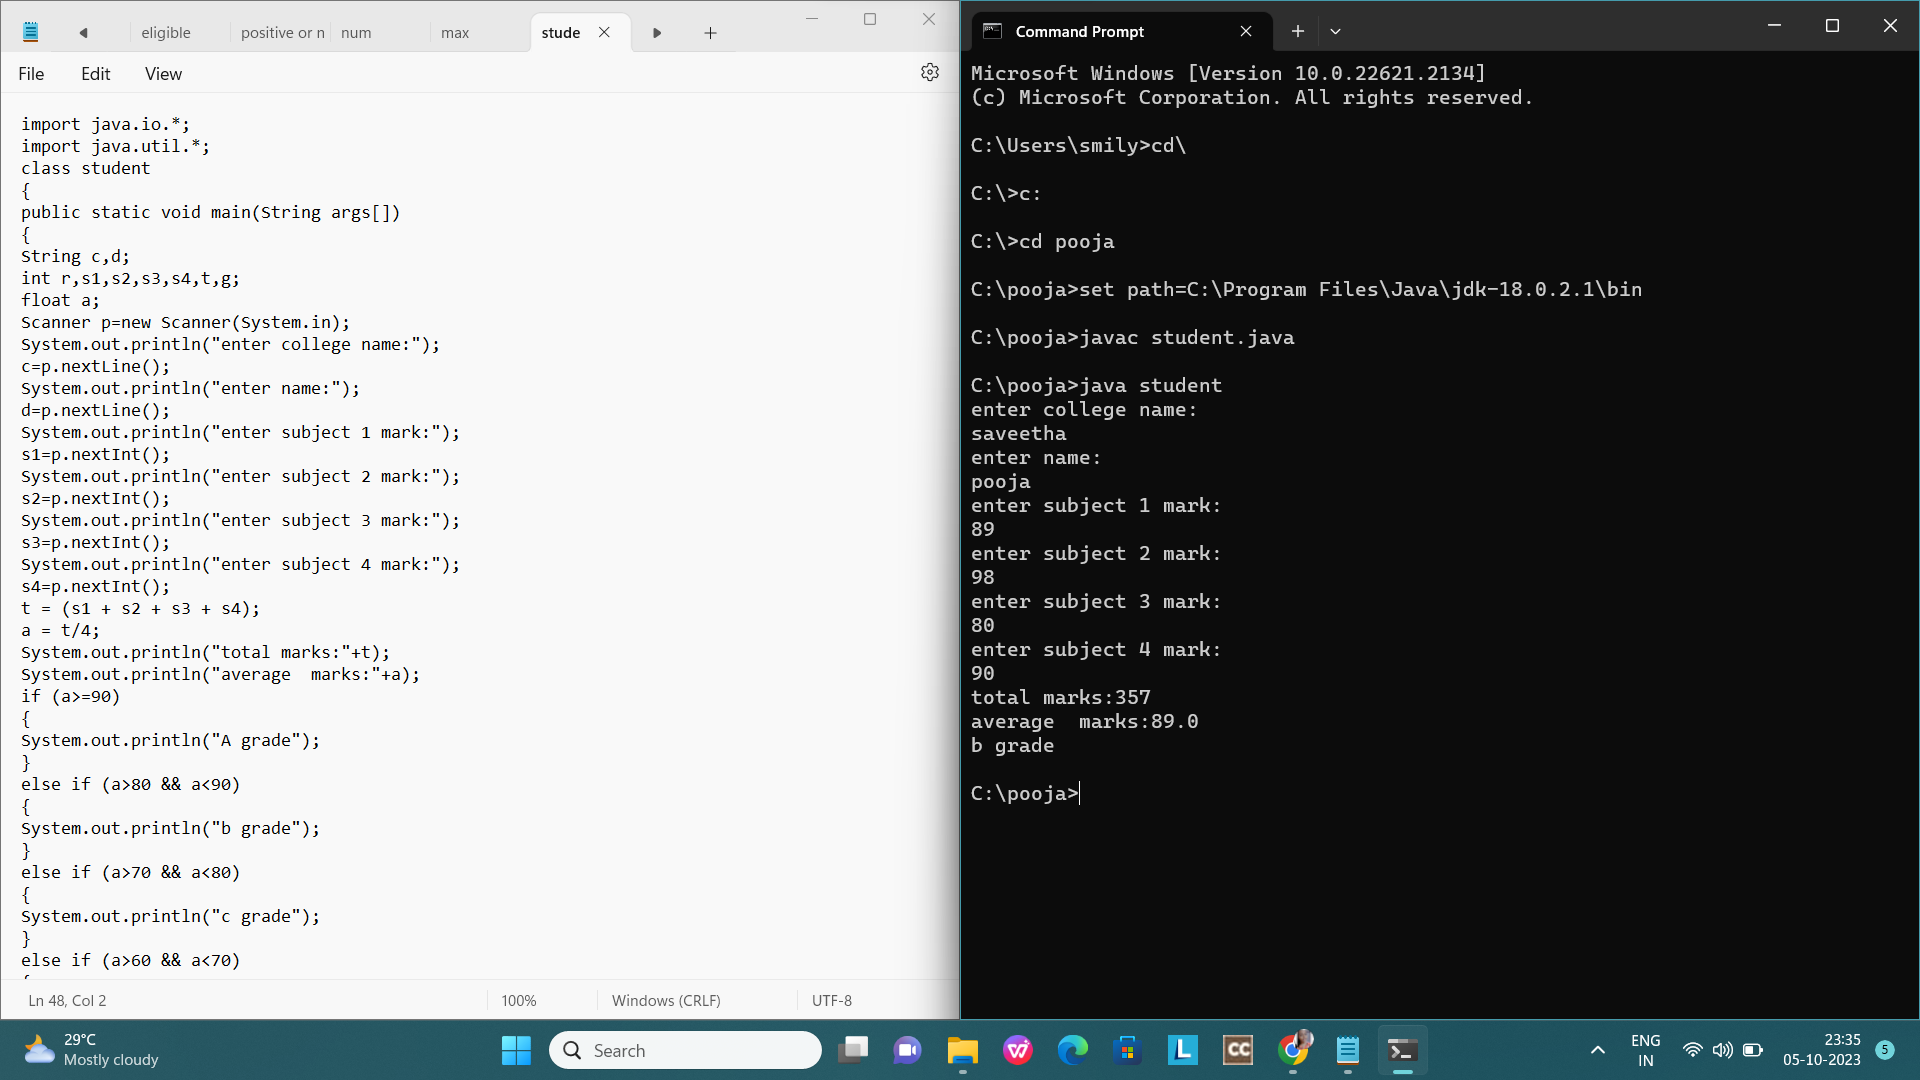 eligible
positive or n
num
max
stude
File
Edit
View
import java.io.*;
import java.util.*;
class student
{
public static void main(String args[])
{
String c,d;
int r,s1,s2,s3,s4,t,g;
float a;
Scanner p=new Scanner(System.in);
System.out.println("enter college name:");
c=p.nextLine();
System.out.println("enter name:");
d=p.nextLine();
System.out.println("enter subject 1 mark:");
s1=p.nextInt();
System.out.println("enter subject 2 mark:");
s2=p.nextInt();
System.out.println("enter subject 3 mark:");
s3=p.nextInt();
System.out.println("enter subject 4 mark:");
s4=p.nextInt();
t = (s1 + s2 + s3 + s4);
a = t/4;
System.out.println("total marks:"+t);
System.out.println("average  marks:"+a);
if (a>=90)
{
System.out.println("A grade");
}
else if (a>80 && a<90)
{
System.out.println("b grade");
}
else if (a>70 && a<80)
{
System.out.println("c grade");
}
else if (a>60 && a<70)
Ln 48, Col 2
100%
Windows (CRLF)
UTF-8
Command Prompt
Microsoft Windows [Version 10.0.22621.2134]
(c) Microsoft Corporation. All rights reserved.
C:\Users\smily>cd\
C:\>c:
C:\>cd pooja
C:\pooja>set path=C:\Program Files\Java\jdk-18.0.2.1\bin
C:\pooja>javac student.java
C:\pooja>java student
enter college name:
saveetha
enter name:
pooja
enter subject 1 mark:
89
enter subject 2 mark:
98
enter subject 3 mark:
80
enter subject 4 mark:
90
total marks:357
average  marks:89.0
b grade
C:\pooja>
29°C
Mostly cloudy
Search
L
CC
ENG
IN
23:35
05-10-2023
5